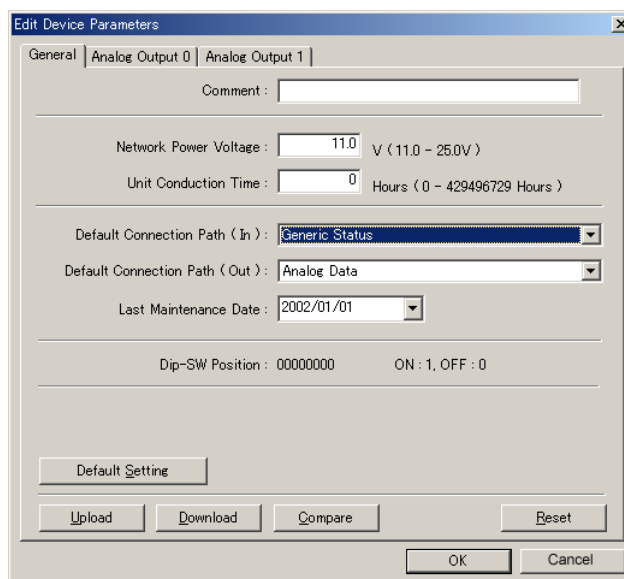 Edit Device Parameters
General Analog Output 0 Analog Output 1
Comment :
Network Power Voltage : 11.0 V ( 11.0 - 25.0V )
Unit Conduction Time : 0 Hours ( 0 - 429496729 Hours )
Default Connection Path ( In ) : Generic Status
Default Connection Path ( Out ) : Analog Data
Last Maintenance Date : 2002/01/01
Dip-SW Position : 00000000 ON : 1, OFF : 0
Default Setting
Upload Download Compare Reset
OK Cancel